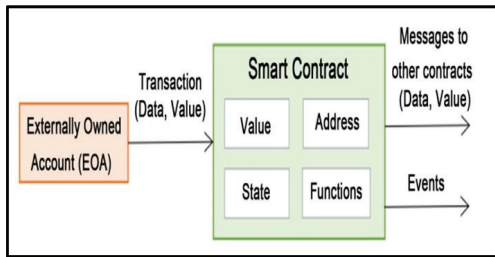 Externally Owned
Account (EOA)
Transaction
(Data, Value)
Smart Contract
Value
Address
State
Functions
Messages to
other contracts
(Data, Value)
Events